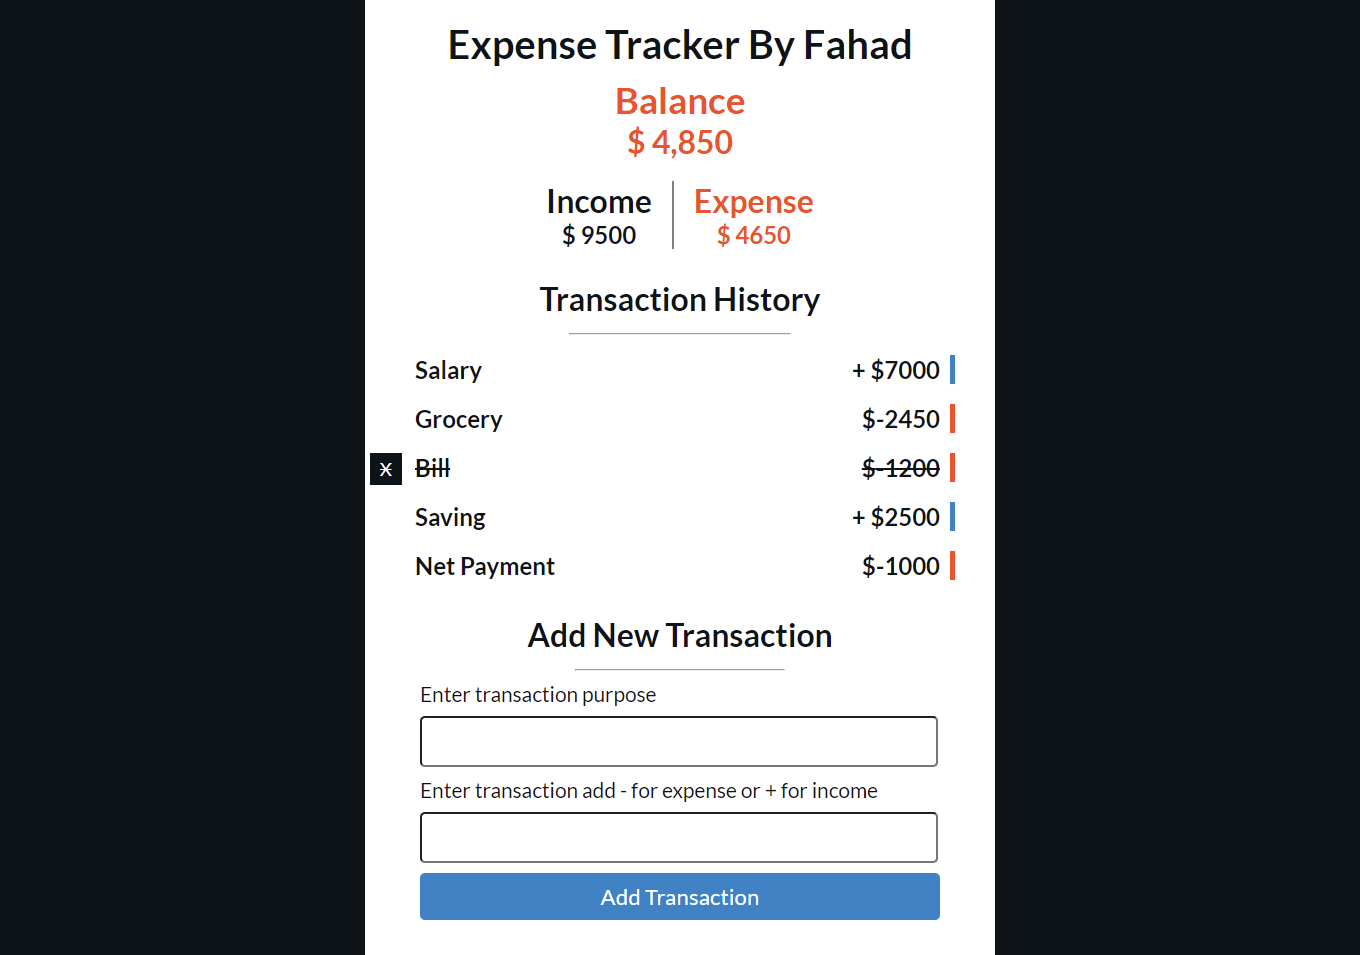 Expense Tracker By Fahad
Balance
$ 4,850
Income Expense
$ 9500 $ 4650
Transaction History
Salary + $7000
Grocery $-2450
X Bill $-1200
Saving + $2500
Net Payment $-1000
Add New Transaction
Enter transaction purpose
Enter transaction add - for expense or + for income
Add Transaction